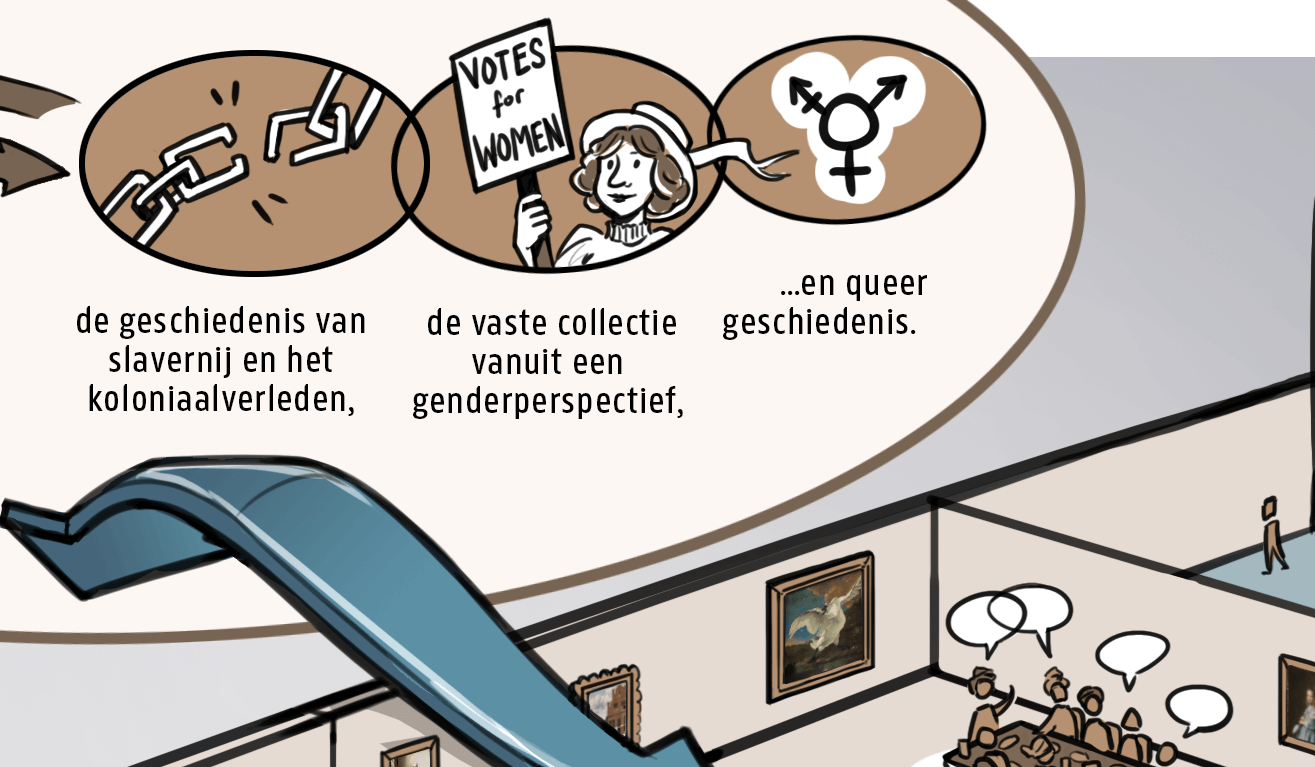 VOTES
for
WOMEN
de geschiedenis van
slavernij en het
koloniaalverleden,
de vaste collectie
vanuit een
genderperspectief,
...en queer
geschiedenis.